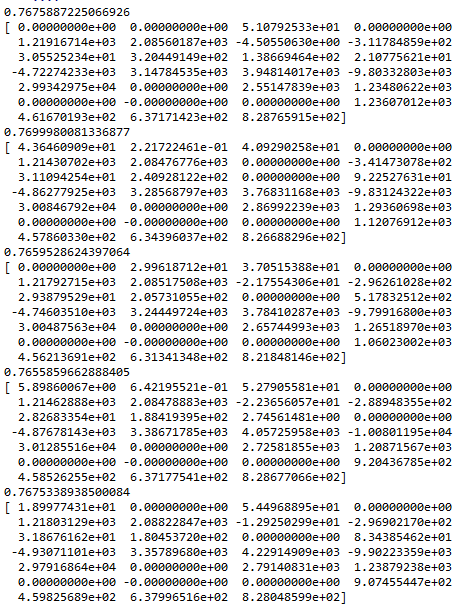 0.7675887225066926
[ 0.00000000e+00 0.00000000e+00 5.10792533e+01 0.00000000e+00
1.21916714e+03 2.08560187e+03 -4.50550630e+00 -3.11784859e+02
3.05525234e+01 3.20449149e+02 1.38669464e+02 2.10775621e+01
-4.72274233e+03 3.14784535e+03 3.94814017e+03 -9.80332803e+03
2.99342975e+04 0.00000000e+00 2.55147839e+03 1.23480622e+03
0.00000000e+00 -0.00000000e+00 0.00000000e+00 1.23607012e+03
4.61670193e+02 6.37171423e+02 8.28765915e+02]
0.7699980081336877
[ 4.36460909e+01 2.21722461e-01 4.09290258e+01 0.00000000e+00
1.21430702e+03 2.08476776e+03 0.00000000e+00 -3.41473078e+02
3.11094254e+01 2.40928122e+02 0.00000000e+00 9.22527631e+01
-4.86277925e+03 3.28568797e+03 3.76831168e+03 -9.83124322e+03
3.00846792e+04 0.00000000e+00 2.86992239e+03 1.29360698e+03
0.00000000e+00 -0.00000000e+00 0.00000000e+00 1.12076912e+03
4.57860330e+02 6.34396037e+02 8.26688296e+02]
0.7659528624397064
[ 0.00000000e+00 2.99618712e+01 3.70515388e+01 0.00000000e+00
1.21792715e+03 2.08517508e+03 -2.17554306e+01 -2.96261028e+02
2.93879529e+01 2.05731055e+02 0.00000000e+00 5.17832512e+02
-4.74603510e+03 3.24449724e+03 3.78410287e+03 -9.79916800e+03
3.00487563e+04 0.00000000e+00 2.65744993e+03 1.26518970e+03
0.00000000e+00 -0.00000000e+00 0.00000000e+00 1.06023002e+03
4.56213691e+02 6.31341348e+02 8.21848146e+02]
0.7655859662888405
[ 5.89860067e+00 6.42195521e-01 5.27905581e+01 0.00000000e+00
1.21462888e+03 2.08478883e+03 -2.23656057e+01 -2.88948355e+02
2.82683354e+01 1.88419395e+02 2.74561481e+00 0.00000000e+00
-4.87678143e+03 3.38671785e+03 4.05725958e+03 -1.00801195e+04
3.01285516e+04 0.00000000e+00 2.72581855e+03 1.20871567e+03
0.00000000e+00 -0.00000000e+00 0.00000000e+00 9.20436785e+02
4.58526255e+02 6.37177541e+02 8.28677066e+02]
0.7675338938500084
[ 1.89977431e+01 0.00000000e+00 5.44968895e+01 0.00000000e+00
1.21803129e+03 2.08822847e+03 -1.29250299e+01 -2.96902170e+02
3.18676162e+01 1.80453720e+02 0.00000000e+00 8.34385462e+01
-4.93071101e+03 3.35789680e+03 4.22914909e+03 -9.90223359e+03
2.97916864e+04 0.00000000e+00 2.79140831e+03 1.23879238e+03
0.00000000e+00 -0.00000000e+00 0.00000000e+00 9.07455447e+02
4.59825689e+02 6.37996516e+02 8.28048599e+02]